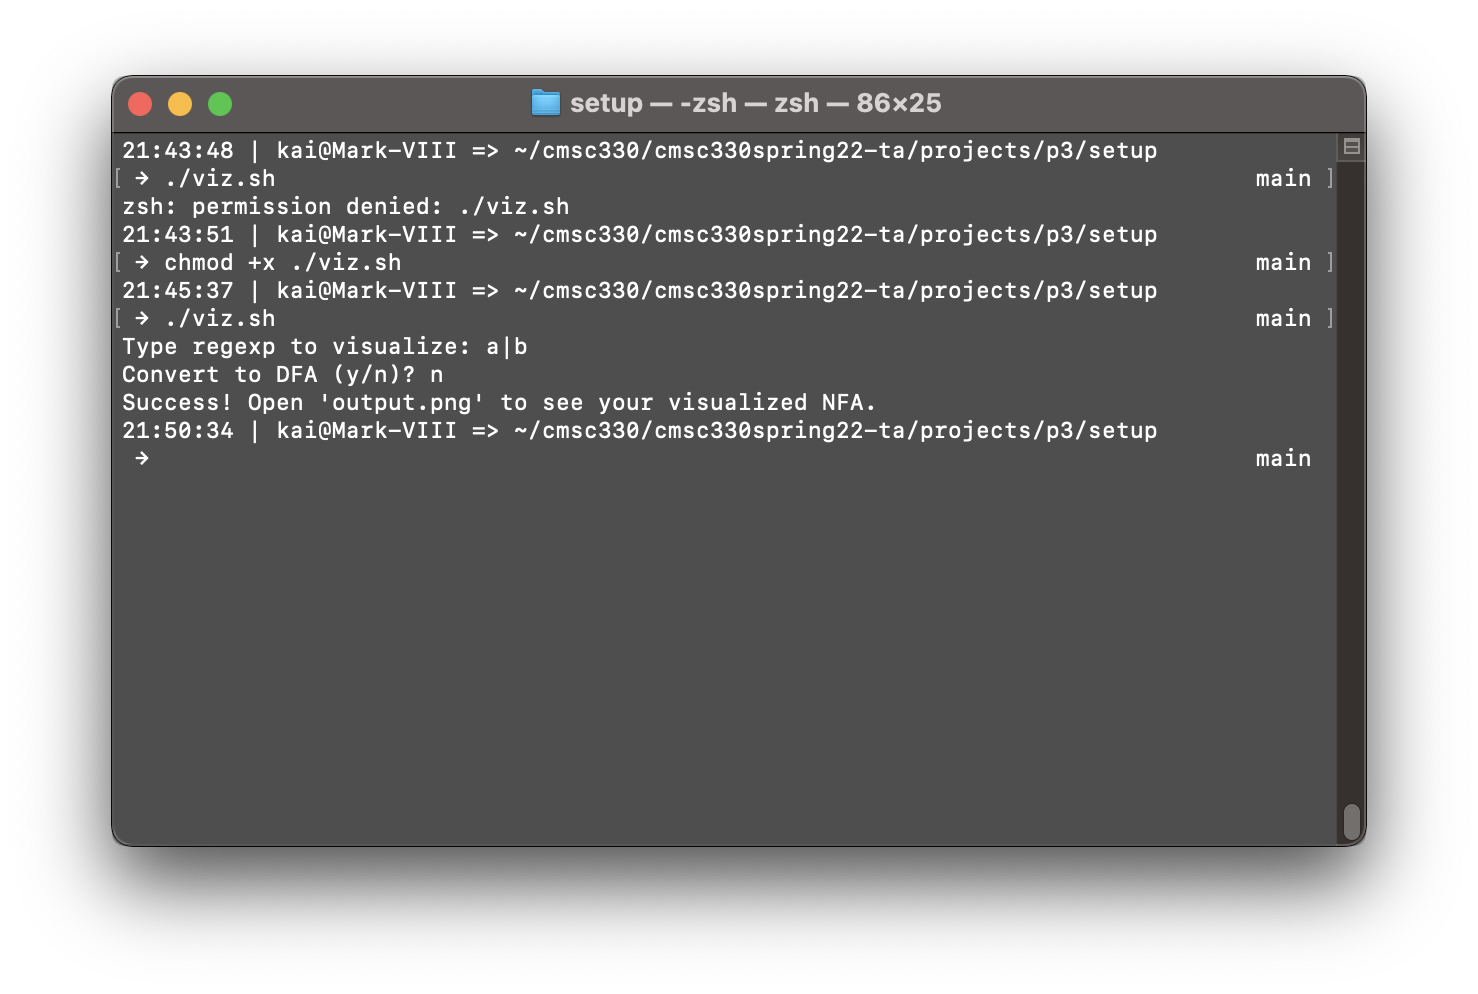 setup — -zsh — zsh — 86×25
21:43:48 | kai@Mark-VIII => ~/cmsc330/cmsc330spring22-ta/projects/p3/setup
[ → ./viz.sh main ]
zsh: permission denied: ./viz.sh
21:43:51 | kai@Mark-VIII => ~/cmsc330/cmsc330spring22-ta/projects/p3/setup
[ → chmod +x ./viz.sh main ]
21:45:37 | kai@Mark-VIII => ~/cmsc330/cmsc330spring22-ta/projects/p3/setup
[ → ./viz.sh main ]
Type regexp to visualize: a|b
Convert to DFA (y/n)? n
Success! Open 'output.png' to see your visualized NFA.
21:50:34 | kai@Mark-VIII => ~/cmsc330/cmsc330spring22-ta/projects/p3/setup
→ main